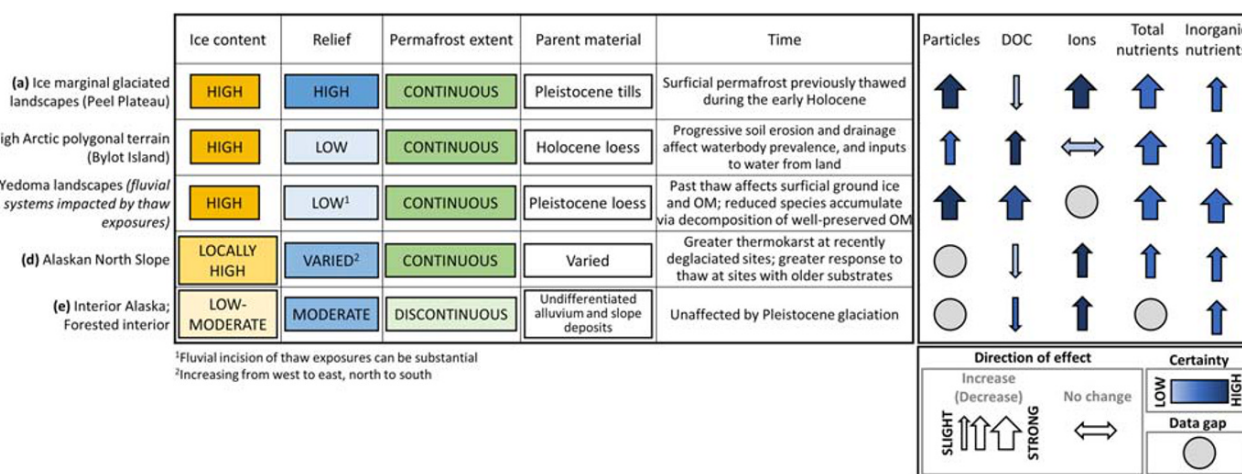 Ice content Relief Permafrost extent Parent material Time Particles DOC Ions Total nutrients Inorganic nutrients
(a) Ice marginal glaciated landscapes (Peel Plateau)
HIGH HIGH CONTINUOUS Pleistocene tills
Surficial permafrost previously thawed
during the early Holocene
igh Arctic polygonal terrain
(Bylot Island)
HIGH LOW CONTINUOUS Holocene loess
Progressive soil erosion and drainage
affect waterbody prevalence, and inputs
to water from land
Yedoma landscapes (fluvial
systems impacted by thaw
exposures)
HIGH LOW¹ CONTINUOUS Pleistocene loess
Past thaw affects surficial ground ice
and OM; reduced species accumulate
via decomposition of well-preserved OM
(d) Alaskan North Slope
LOCALLY
HIGH
VARIED² CONTINUOUS Varied
Greater thermokarst at recently
deglaciated sites; greater response to
thaw at sites with older substrates
(e) Interior Alaska;
Forested interior
LOW-
MODERATE
MODERATE DISCONTINUOUS
Undifferentiated
alluvium and slope
deposits
Unaffected by Pleistocene glaciation
¹Fluvial incision of thaw exposures can be substantial
²Increasing from west to east, north to south
Direction of effect
Increase
(Decrease)
No change
SLIGHT
STRONG
Certainty
LOW
HIGH
Data gap